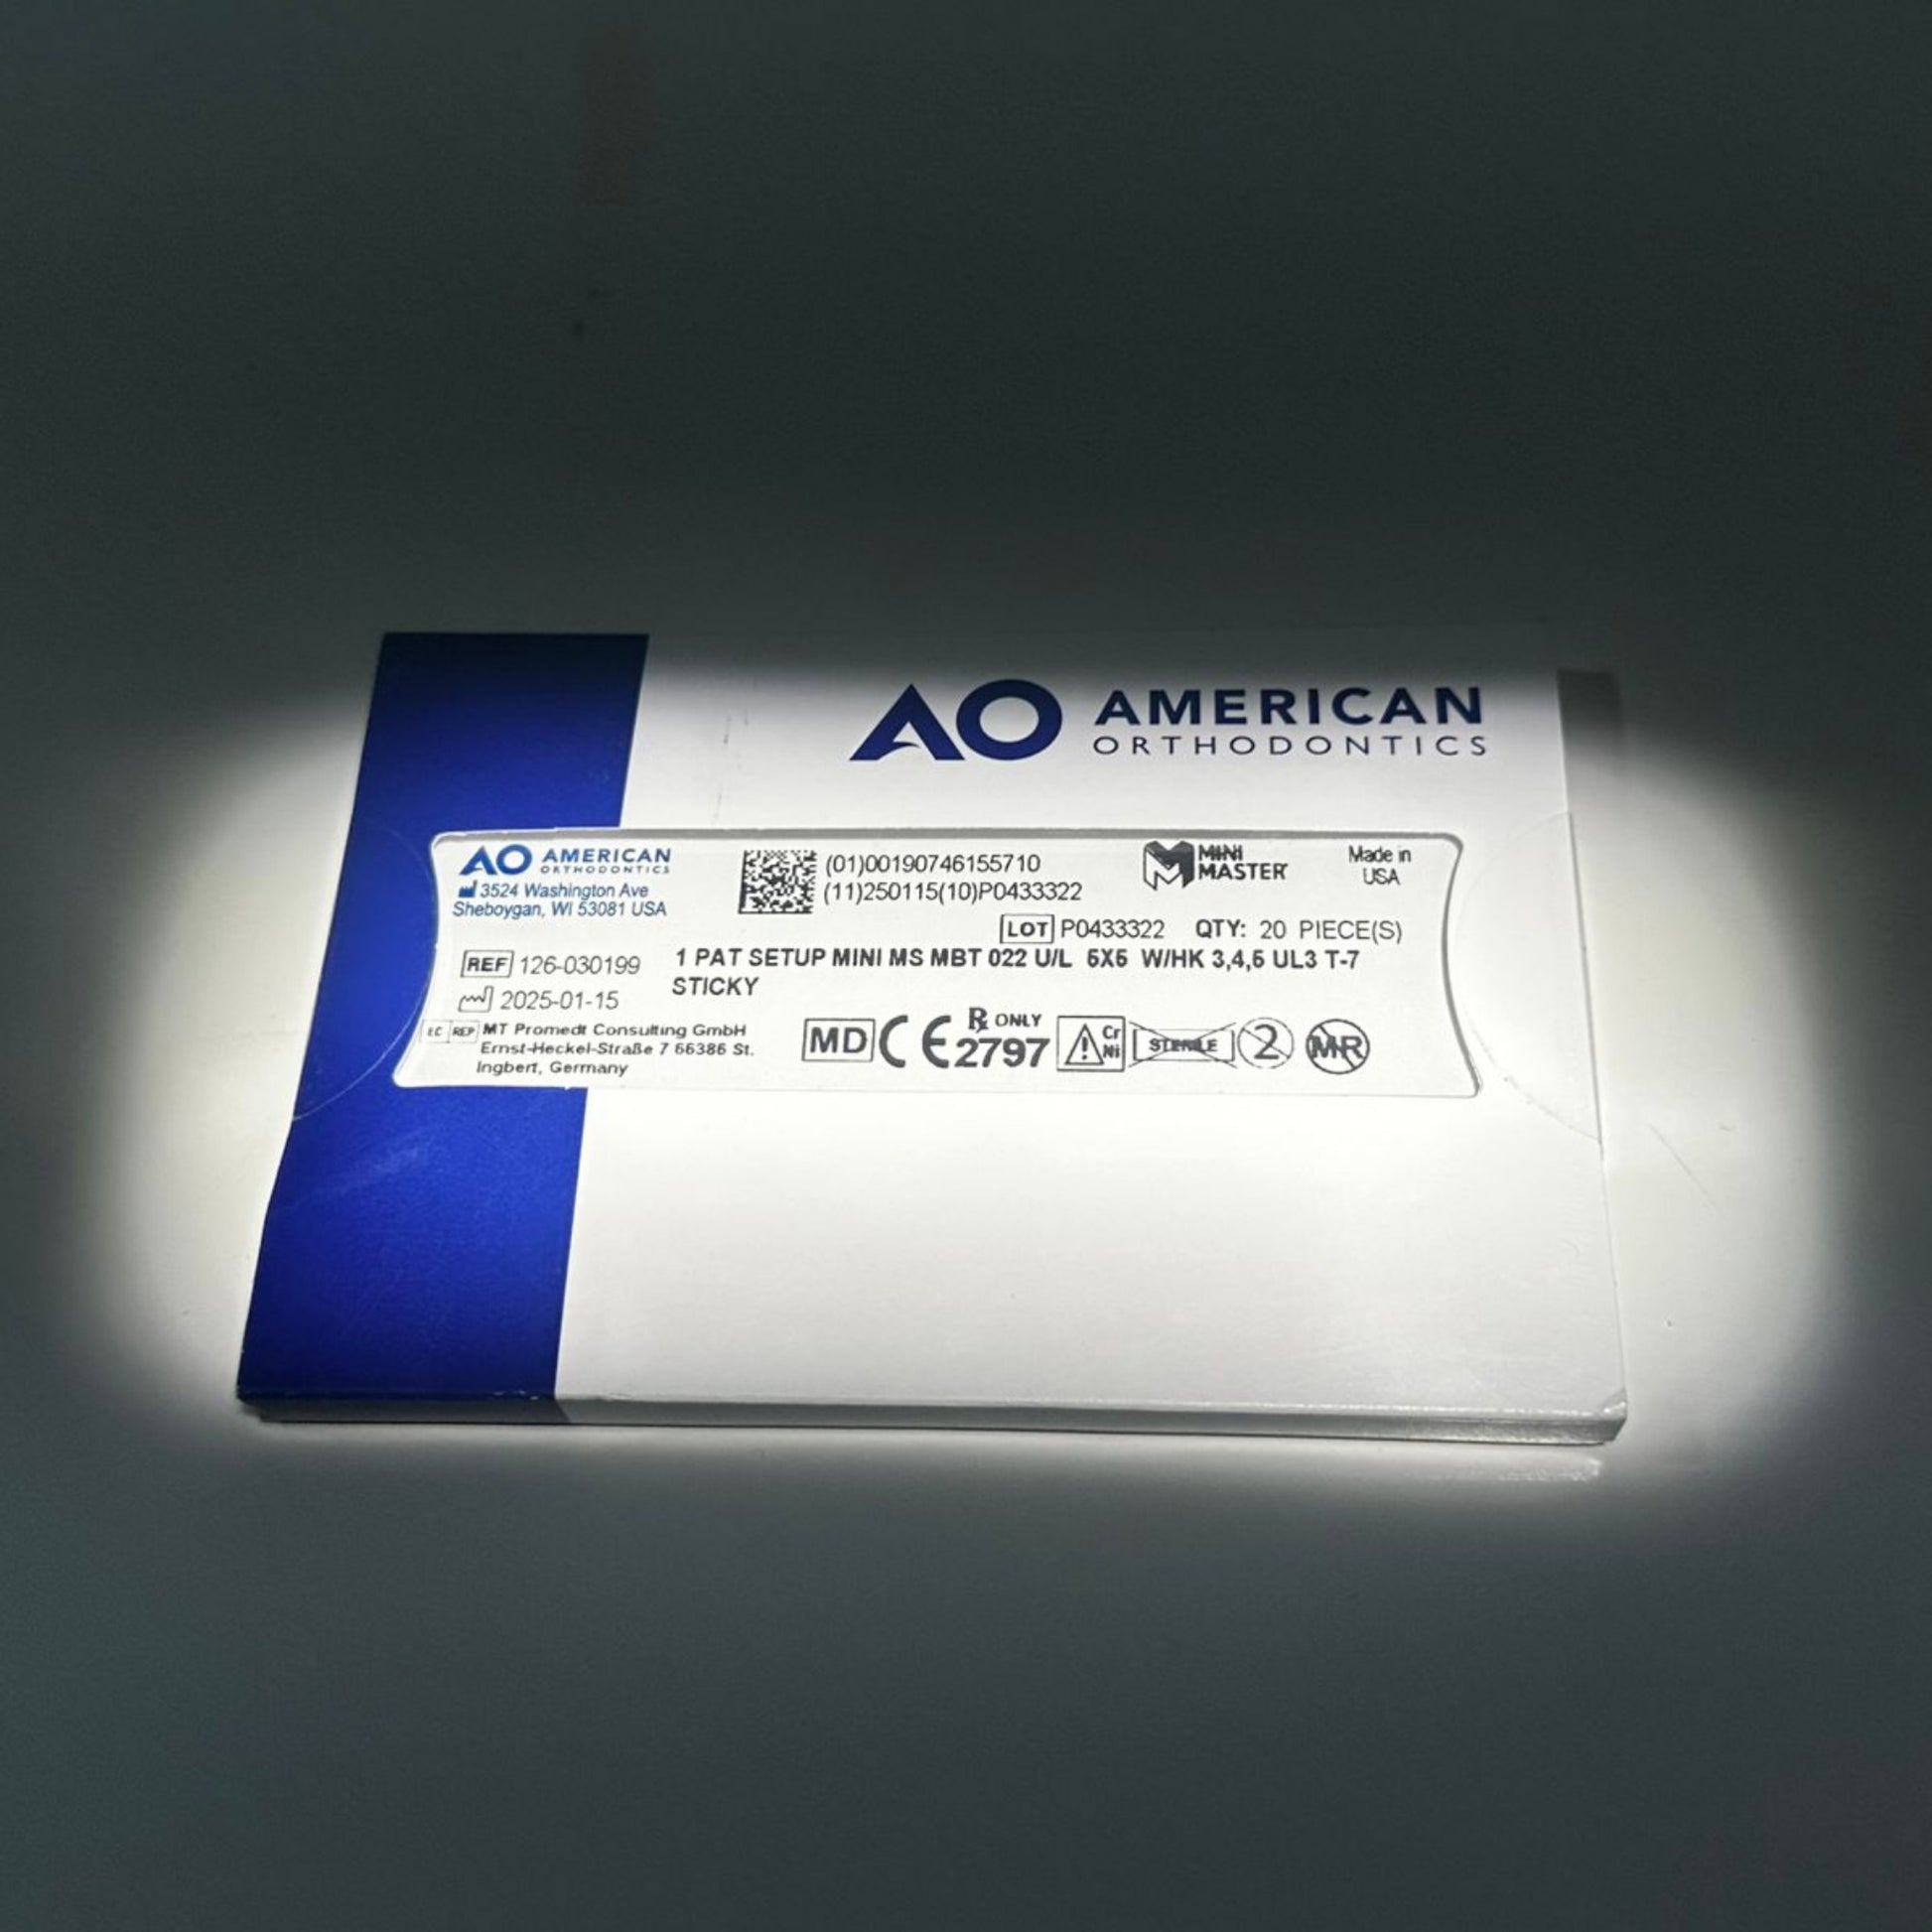 AO AMERICAN
ORTHODONTICS
AO AMERICAN
ORTHODONTICS
3524 Washington Ave
Sheboygan, WI 53081 USA
(01)00190746155710
(11)250115(10)P0433322
MINI
MASTER
Made in
USA
LOT P0433322 QTY: 20 PIECE(S)
REF 126-030199
1 PAT SETUP MINI MS MBT 022 U/L 5X5 W/HK 3,4,5 UL3 T-7
STICKY
2025-01-15
EC REP MT Promedt Consulting GmbH
Ernst-Heckel-Straße 7 66386 St.
Ingbert, Germany
MD CE 2797
Rx ONLY
Cr
Ni
STERILE
2
MR